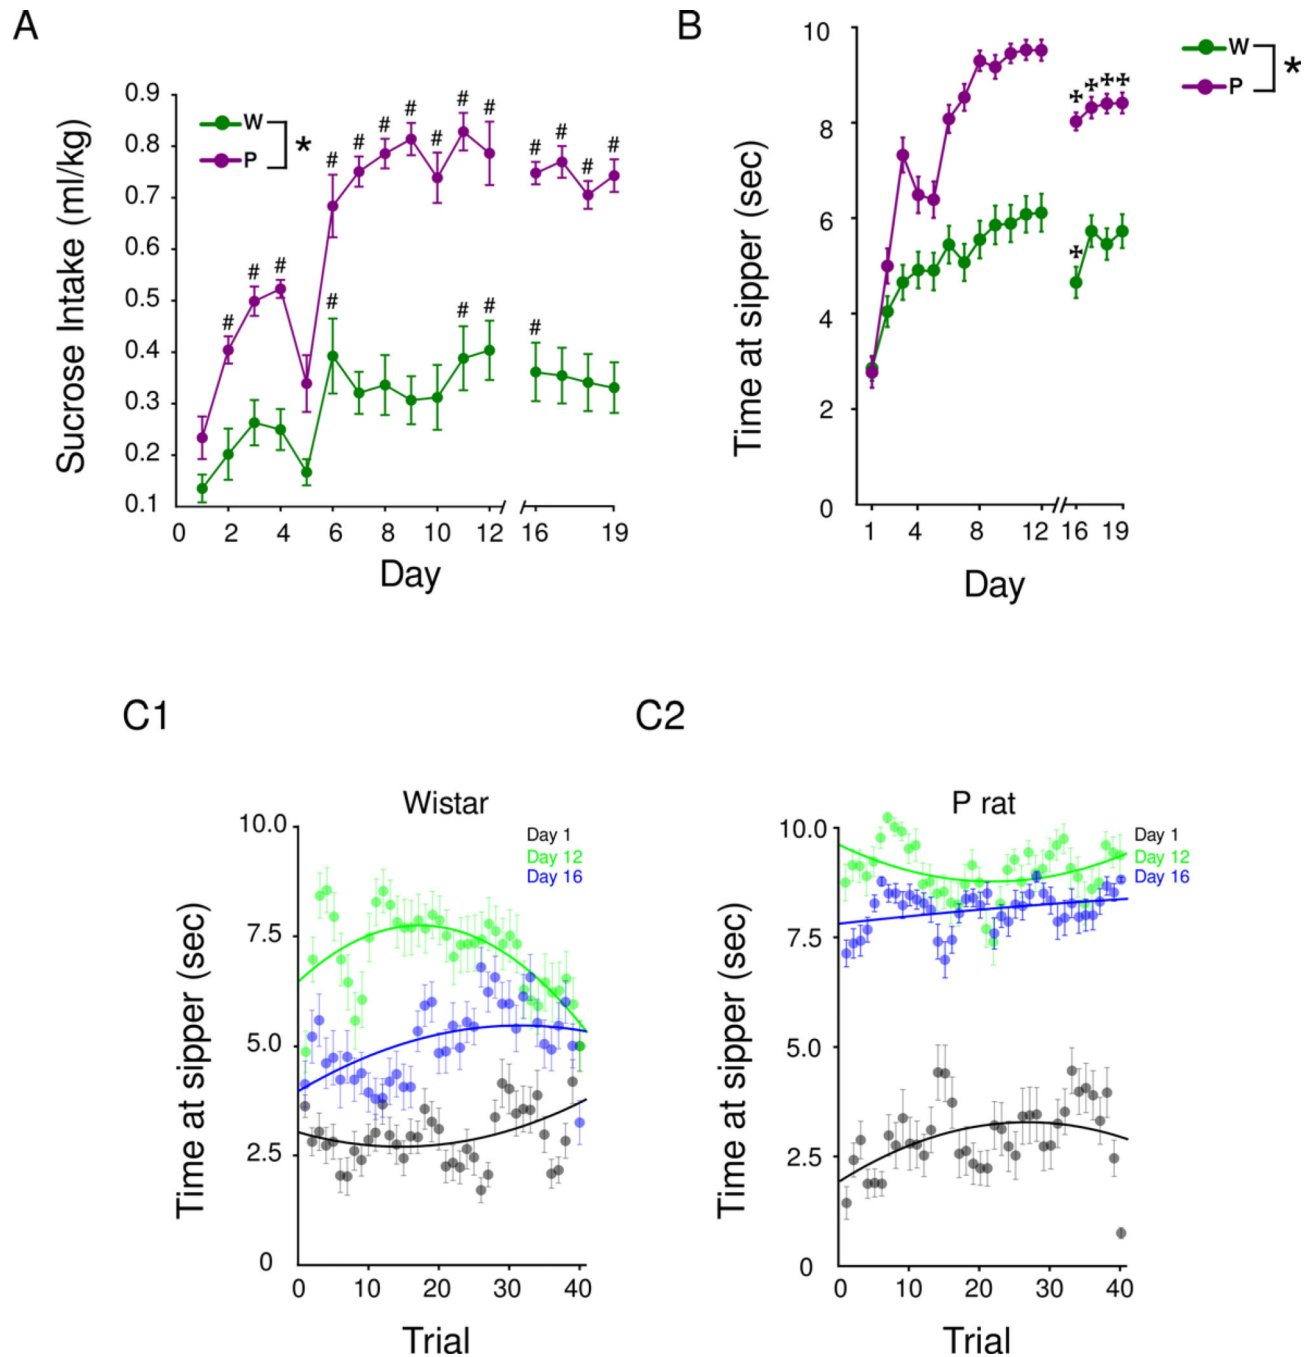 A
B
W
P
*
Sucrose Intake (ml/kg)
0.9
0.8
0.7
0.6
0.5
0.4
0.3
0.2
0.1
# # # # # # # # # # # # # #
# # # #
0 2 4 6 8 10 12 16 19
Day
W
P
*
Time at sipper (sec)
10
8
6
4
2
0
✠ ✠ ✠ ✠
✠
1 4 8 12 16 19
Day
C1
C2
Wistar
Day 1
Day 12
Day 16
Time at sipper (sec)
10.0
7.5
5.0
2.5
0
0 10 20 30 40
Trial
P rat
Day 1
Day 12
Day 16
Time at sipper (sec)
10.0
7.5
5.0
2.5
0
0 10 20 30 40
Trial